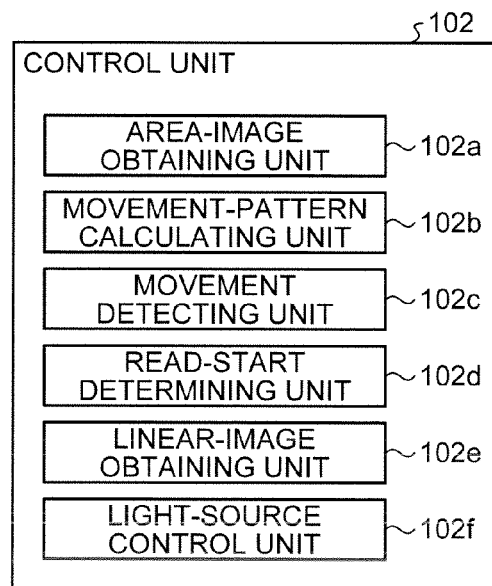 102
CONTROL UNIT
AREA-IMAGE
OBTAINING UNIT
102a
MOVEMENT-PATTERN
CALCULATING UNIT
102b
MOVEMENT
DETECTING UNIT
102c
READ-START
DETERMINING UNIT
102d
LINEAR-IMAGE
OBTAINING UNIT
102e
LIGHT-SOURCE
CONTROL UNIT
102f